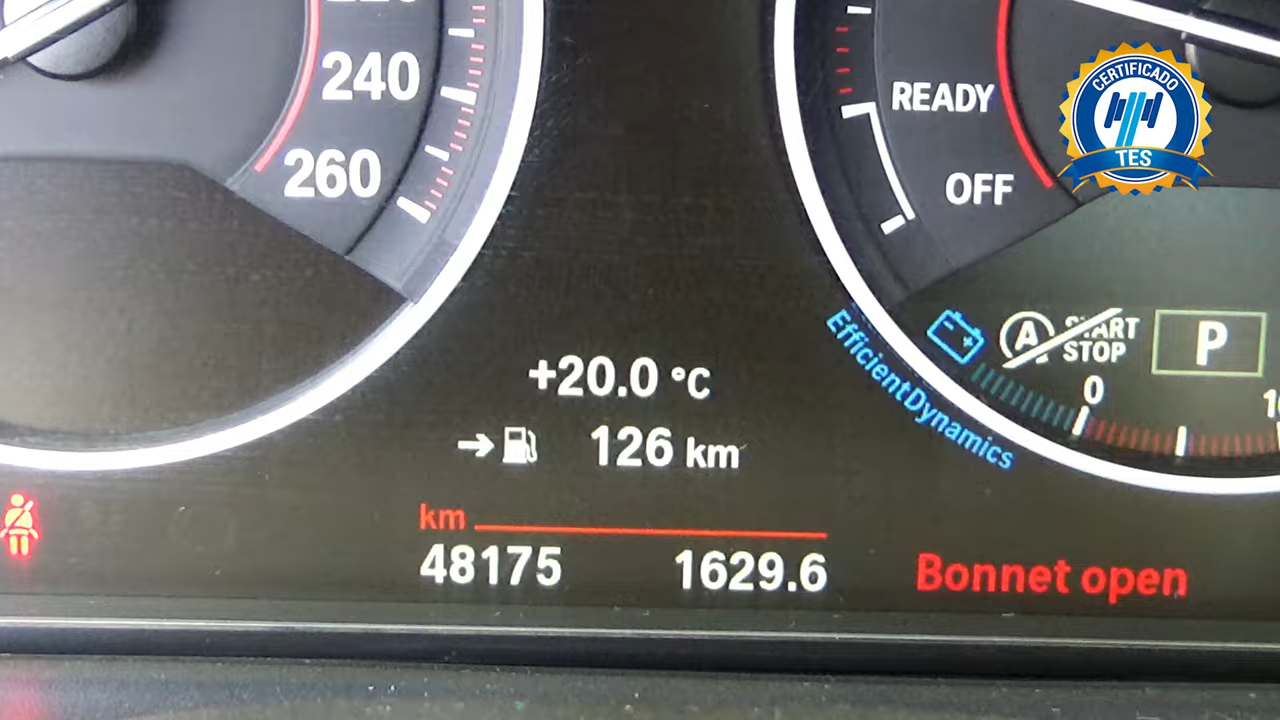 240
260
READY
OFF
CERTIFICADO
TES
EfficientDynamics
A START
STOP
P
0
+20.0 °C
126 km
km
48175 1629.6
Bonnet open